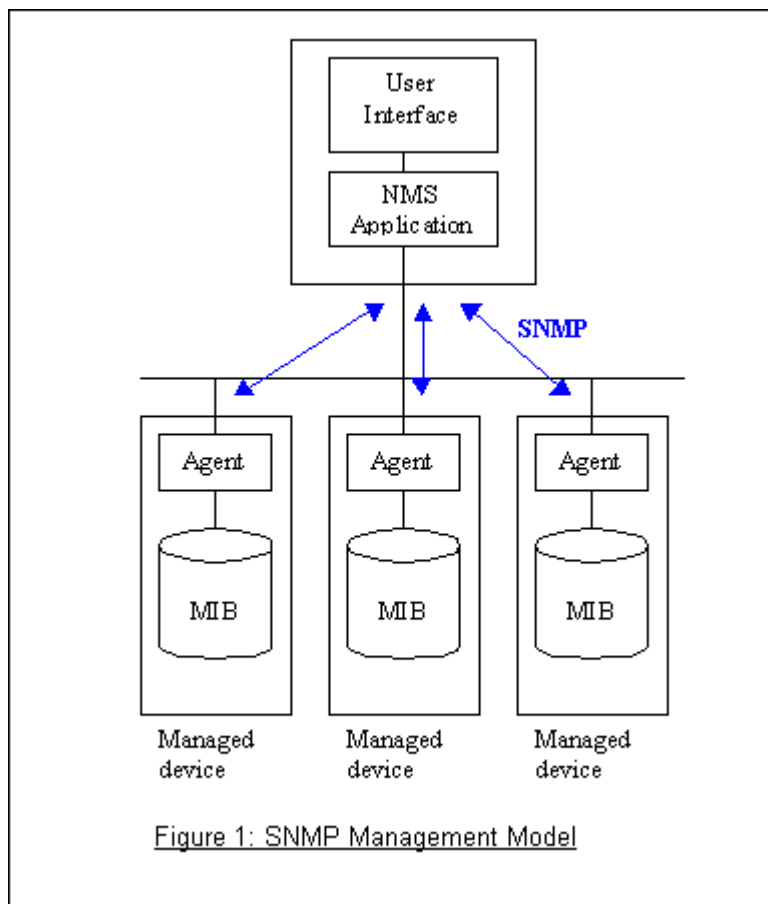 User
Interface
NMS
Application
SNMP
Agent
Agent
Agent
MIB
MIB
MIB
Managed
device
Managed
device
Managed
device
Figure 1: SNMP Management Model